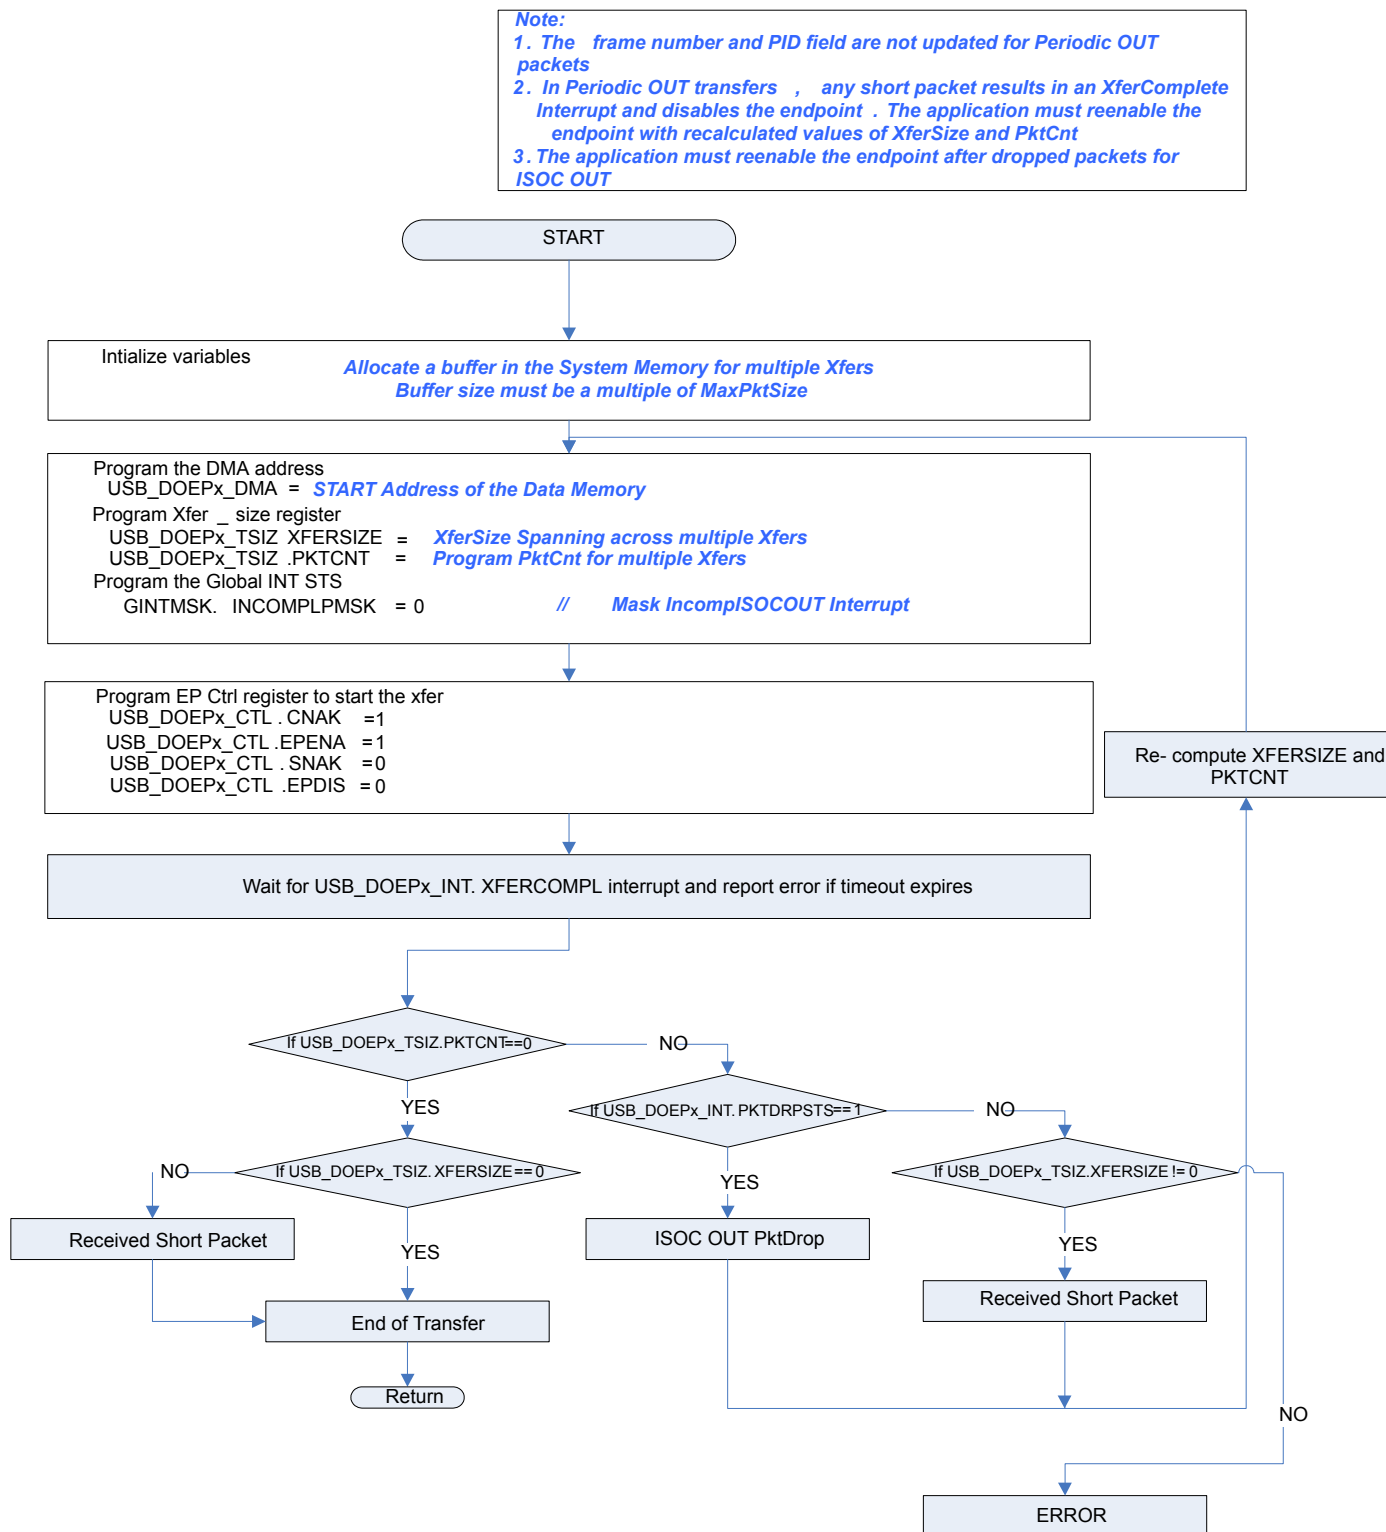 Note:
1. The frame number and PID field are not updated for Periodic OUT
packets
2. In Periodic OUT transfers , any short packet results in an XferComplete
Interrupt and disables the endpoint . The application must reenable the
endpoint with recalculated values of XferSize and PktCnt
3. The application must reenable the endpoint after dropped packets for
ISOC OUT
START
Intialize variables
Allocate a buffer in the System Memory for multiple Xfers
Buffer size must be a multiple of MaxPktSize
Program the DMA address
USB_DOEPx_DMA = START Address of the Data Memory
Program Xfer _ size register
USB_DOEPx_TSIZ XFERSIZE = XferSize Spanning across multiple Xfers
USB_DOEPx_TSIZ .PKTCNT = Program PktCnt for multiple Xfers
Program the Global INT STS
GINTMSK. INCOMPLPMSK = 0 // Mask IncompISOCOUT Interrupt
Program EP Ctrl register to start the xfer
USB_DOEPx_CTL . CNAK =1
USB_DOEPx_CTL .EPENA =1
USB_DOEPx_CTL . SNAK =0
USB_DOEPx_CTL .EPDIS =0
Re- compute XFERSIZE and
PKTCNT
Wait for USB_DOEPx_INT. XFERCOMPL interrupt and report error if timeout expires
If USB_DOEPx_TSIZ.PKTCNT==0
NO
If USB_DOEPx_INT. PKTDRPSTS==1
NO
YES
If USB_DOEPx_TSIZ. XFERSIZE==0
NO
If USB_DOEPx_TSIZ.XFERSIZE != 0
YES
Received Short Packet
ISOC OUT PktDrop
YES
YES
Received Short Packet
End of Transfer
Return
NO
ERROR